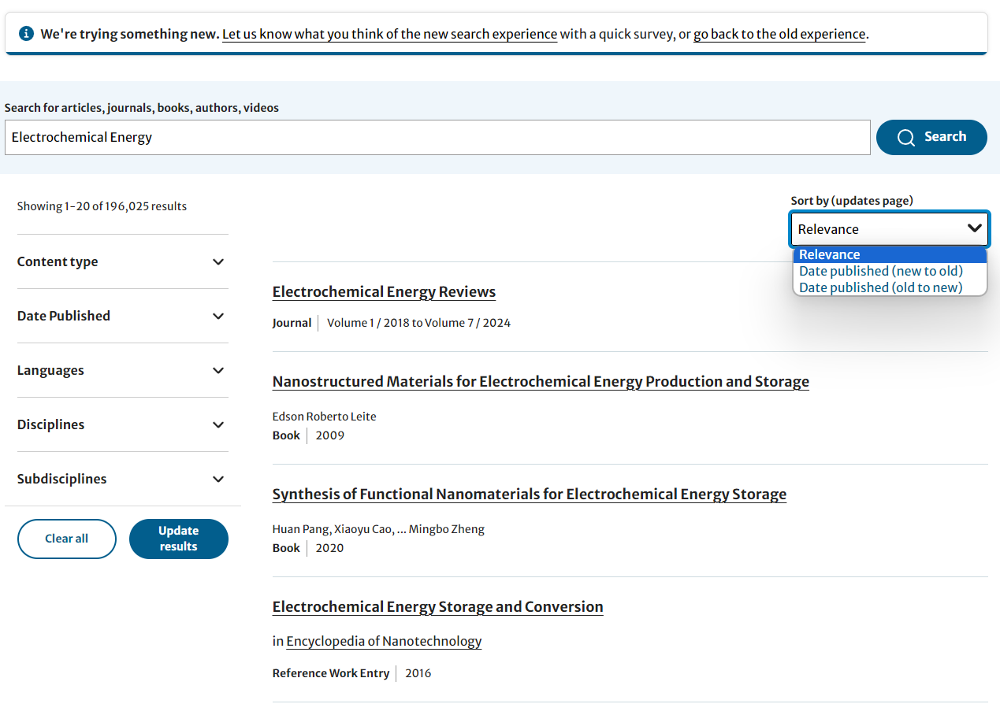 We're trying something new. Let us know what you think of the new search experience with a quick survey, or go back to the old experience.
Search for articles, journals, books, authors, videos
Electrochemical Energy
Search
Showing 1-20 of 196,025 results
Sort by (updates page)
Relevance
Relevance
Date published (new to old)
Date published (old to new)
Content type
Date Published
Languages
Disciplines
Subdisciplines
Clear all
Update
results
Electrochemical Energy Reviews
Journal Volume 1 / 2018 to Volume 7 / 2024
Nanostructured Materials for Electrochemical Energy Production and Storage
Edson Roberto Leite
Book 2009
Synthesis of Functional Nanomaterials for Electrochemical Energy Storage
Huan Pang, Xiaoyu Cao, ... Mingbo Zheng
Book 2020
Electrochemical Energy Storage and Conversion
in Encyclopedia of Nanotechnology
Reference Work Entry 2016